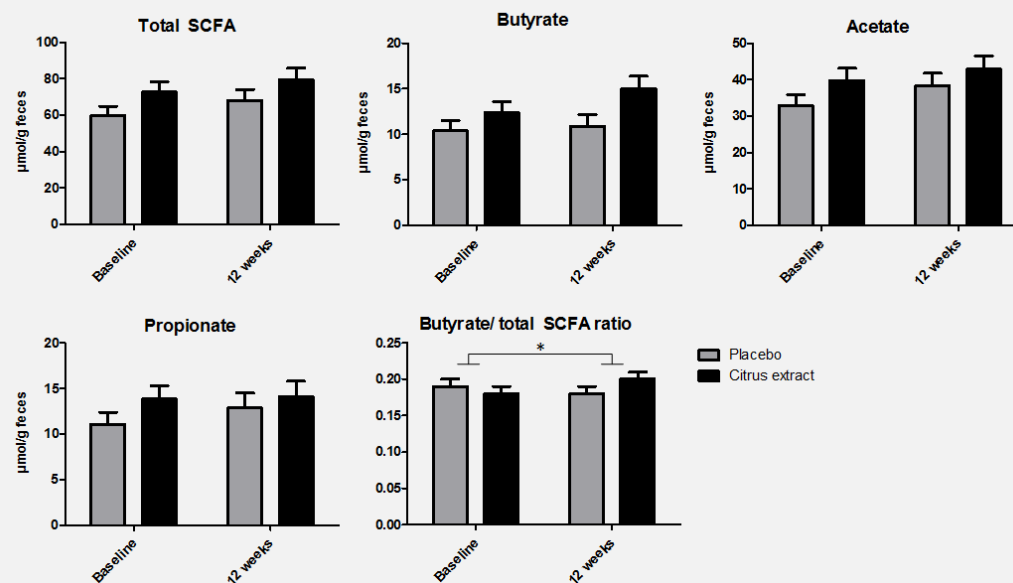 Total SCFA
100
80
60
40
20
0
µmol/g feces
Baseline
12 weeks
Butyrate
20
15
10
5
0
µmol/g feces
Baseline
12 weeks
Acetate
50
40
30
20
10
0
µmol/g feces
Baseline
12 weeks
Propionate
20
15
10
5
0
µmol/g feces
Baseline
12 weeks
Butyrate/ total SCFA ratio
0.25
0.20
0.15
0.10
0.05
0.00
*
Baseline
12 weeks
Placebo
Citrus extract